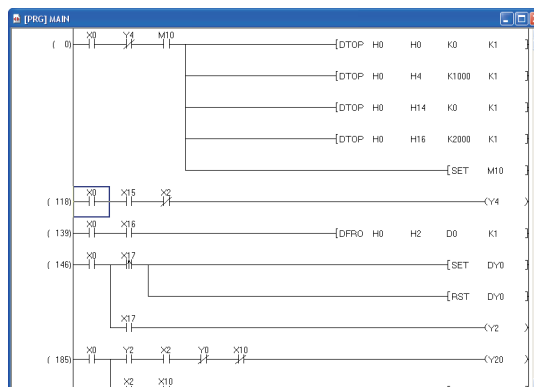 [PRG] MAIN
X0 Y4 M10
( 0) [DTOP H0 H0 K0 K1 ]
[DTOP H0 H4 K1000 K1 ]
[DTOP H0 H14 K0 K1 ]
[DTOP H0 H16 K2000 K1 ]
[SET M10 ]
X0 X15 X2
( 118) (Y4 )
X0 X16
( 139) [DFRO H0 H2 D0 K1 ]
X0 X17
( 146) [SET DY0 ]
[RST DY0 ]
X17
(Y2 )
X0 Y2 X2 Y0 X10
( 185) (Y20 )
X2 X10